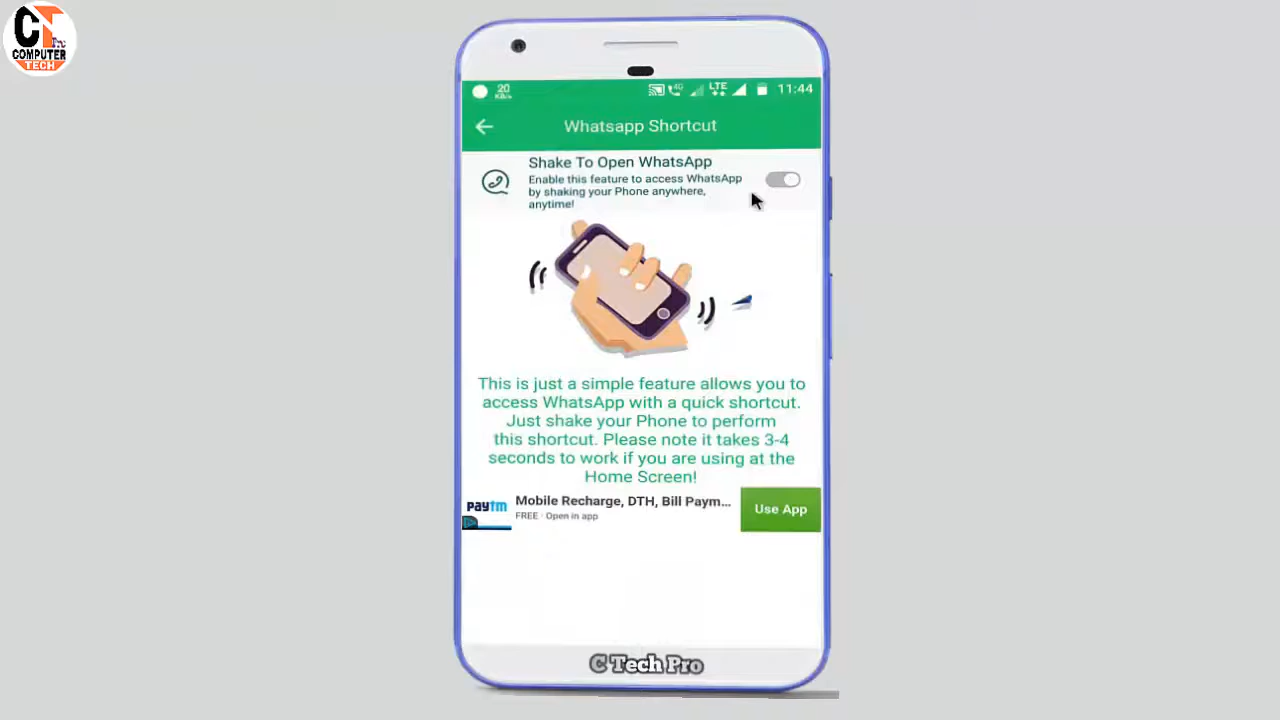 CT
Pro
COMPUTER
TECH
20
KB/s
4G
LTE
11:44
Whatsapp Shortcut
Shake To Open WhatsApp
Enable this feature to access WhatsApp
by shaking your Phone anywhere,
anytime!
This is just a simple feature allows you to
access WhatsApp with a quick shortcut.
Just shake your Phone to perform
this shortcut. Please note it takes 3-4
seconds to work if you are using at the
Home Screen!
paytm
Mobile Recharge, DTH, Bill Paym...
FREE · Open in app
Use App
C Tech Pro